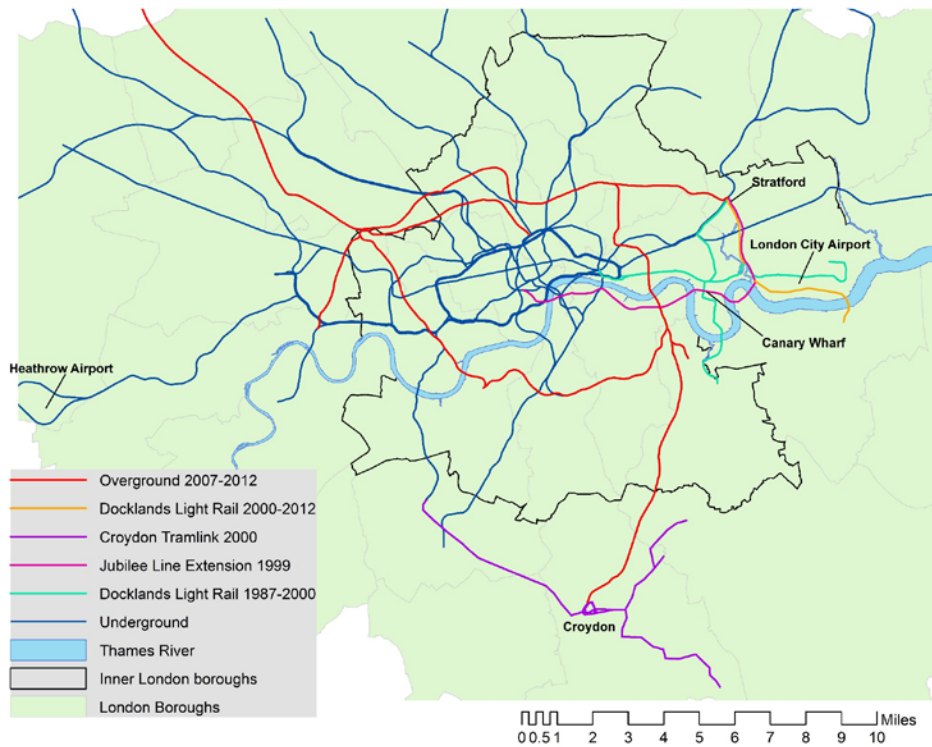 Stratford
London City Airport
Canary Wharf
Heathrow Airport
Overground 2007-2012
Docklands Light Rail 2000-2012
Croydon Tramlink 2000
Jubilee Line Extension 1999
Docklands Light Rail 1987-2000
Underground
Thames River
Inner London boroughs
London Boroughs
Croydon
Miles
0 0.5 1 2 3 4 5 6 7 8 9 10